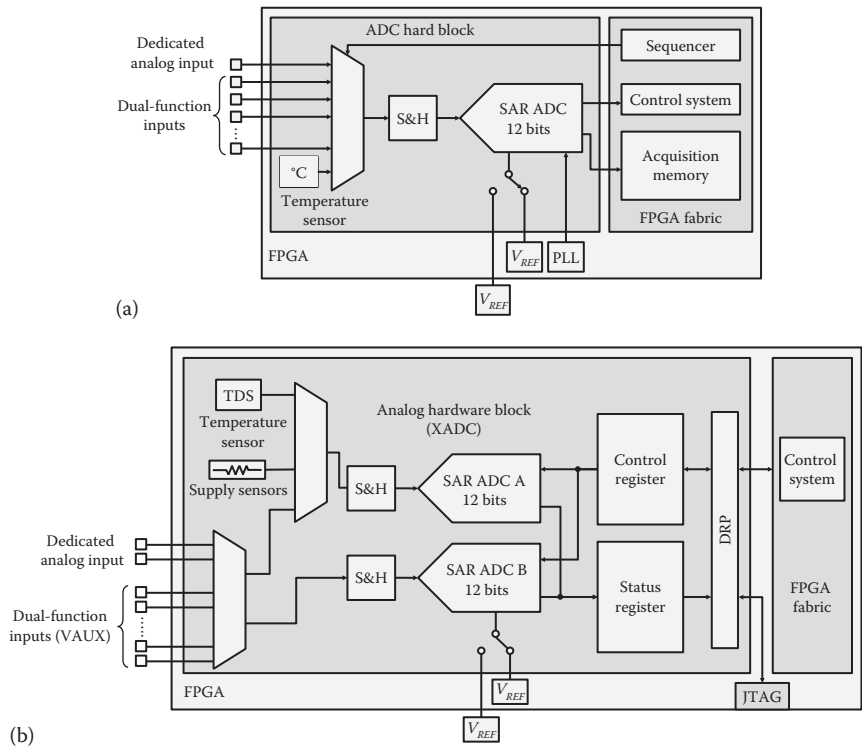 ADC hard block
Dedicated
analog input
Dual-function
inputs
Sequencer
S&H
SAR ADC
12 bits
Control system
Acquisition
memory
°C
Temperature
sensor
FPGA fabric
FPGA
V_REF
PLL
V_REF
(a)
TDS
Temperature
sensor
Supply sensors
Analog hardware block
(XADC)
S&H
SAR ADC A
12 bits
Control
register
DRP
Control
system
Dedicated
analog input
Dual-function
inputs (VAUX)
S&H
SAR ADC B
12 bits
Status
register
FPGA
fabric
FPGA
V_REF
JTAG
V_REF
(b)